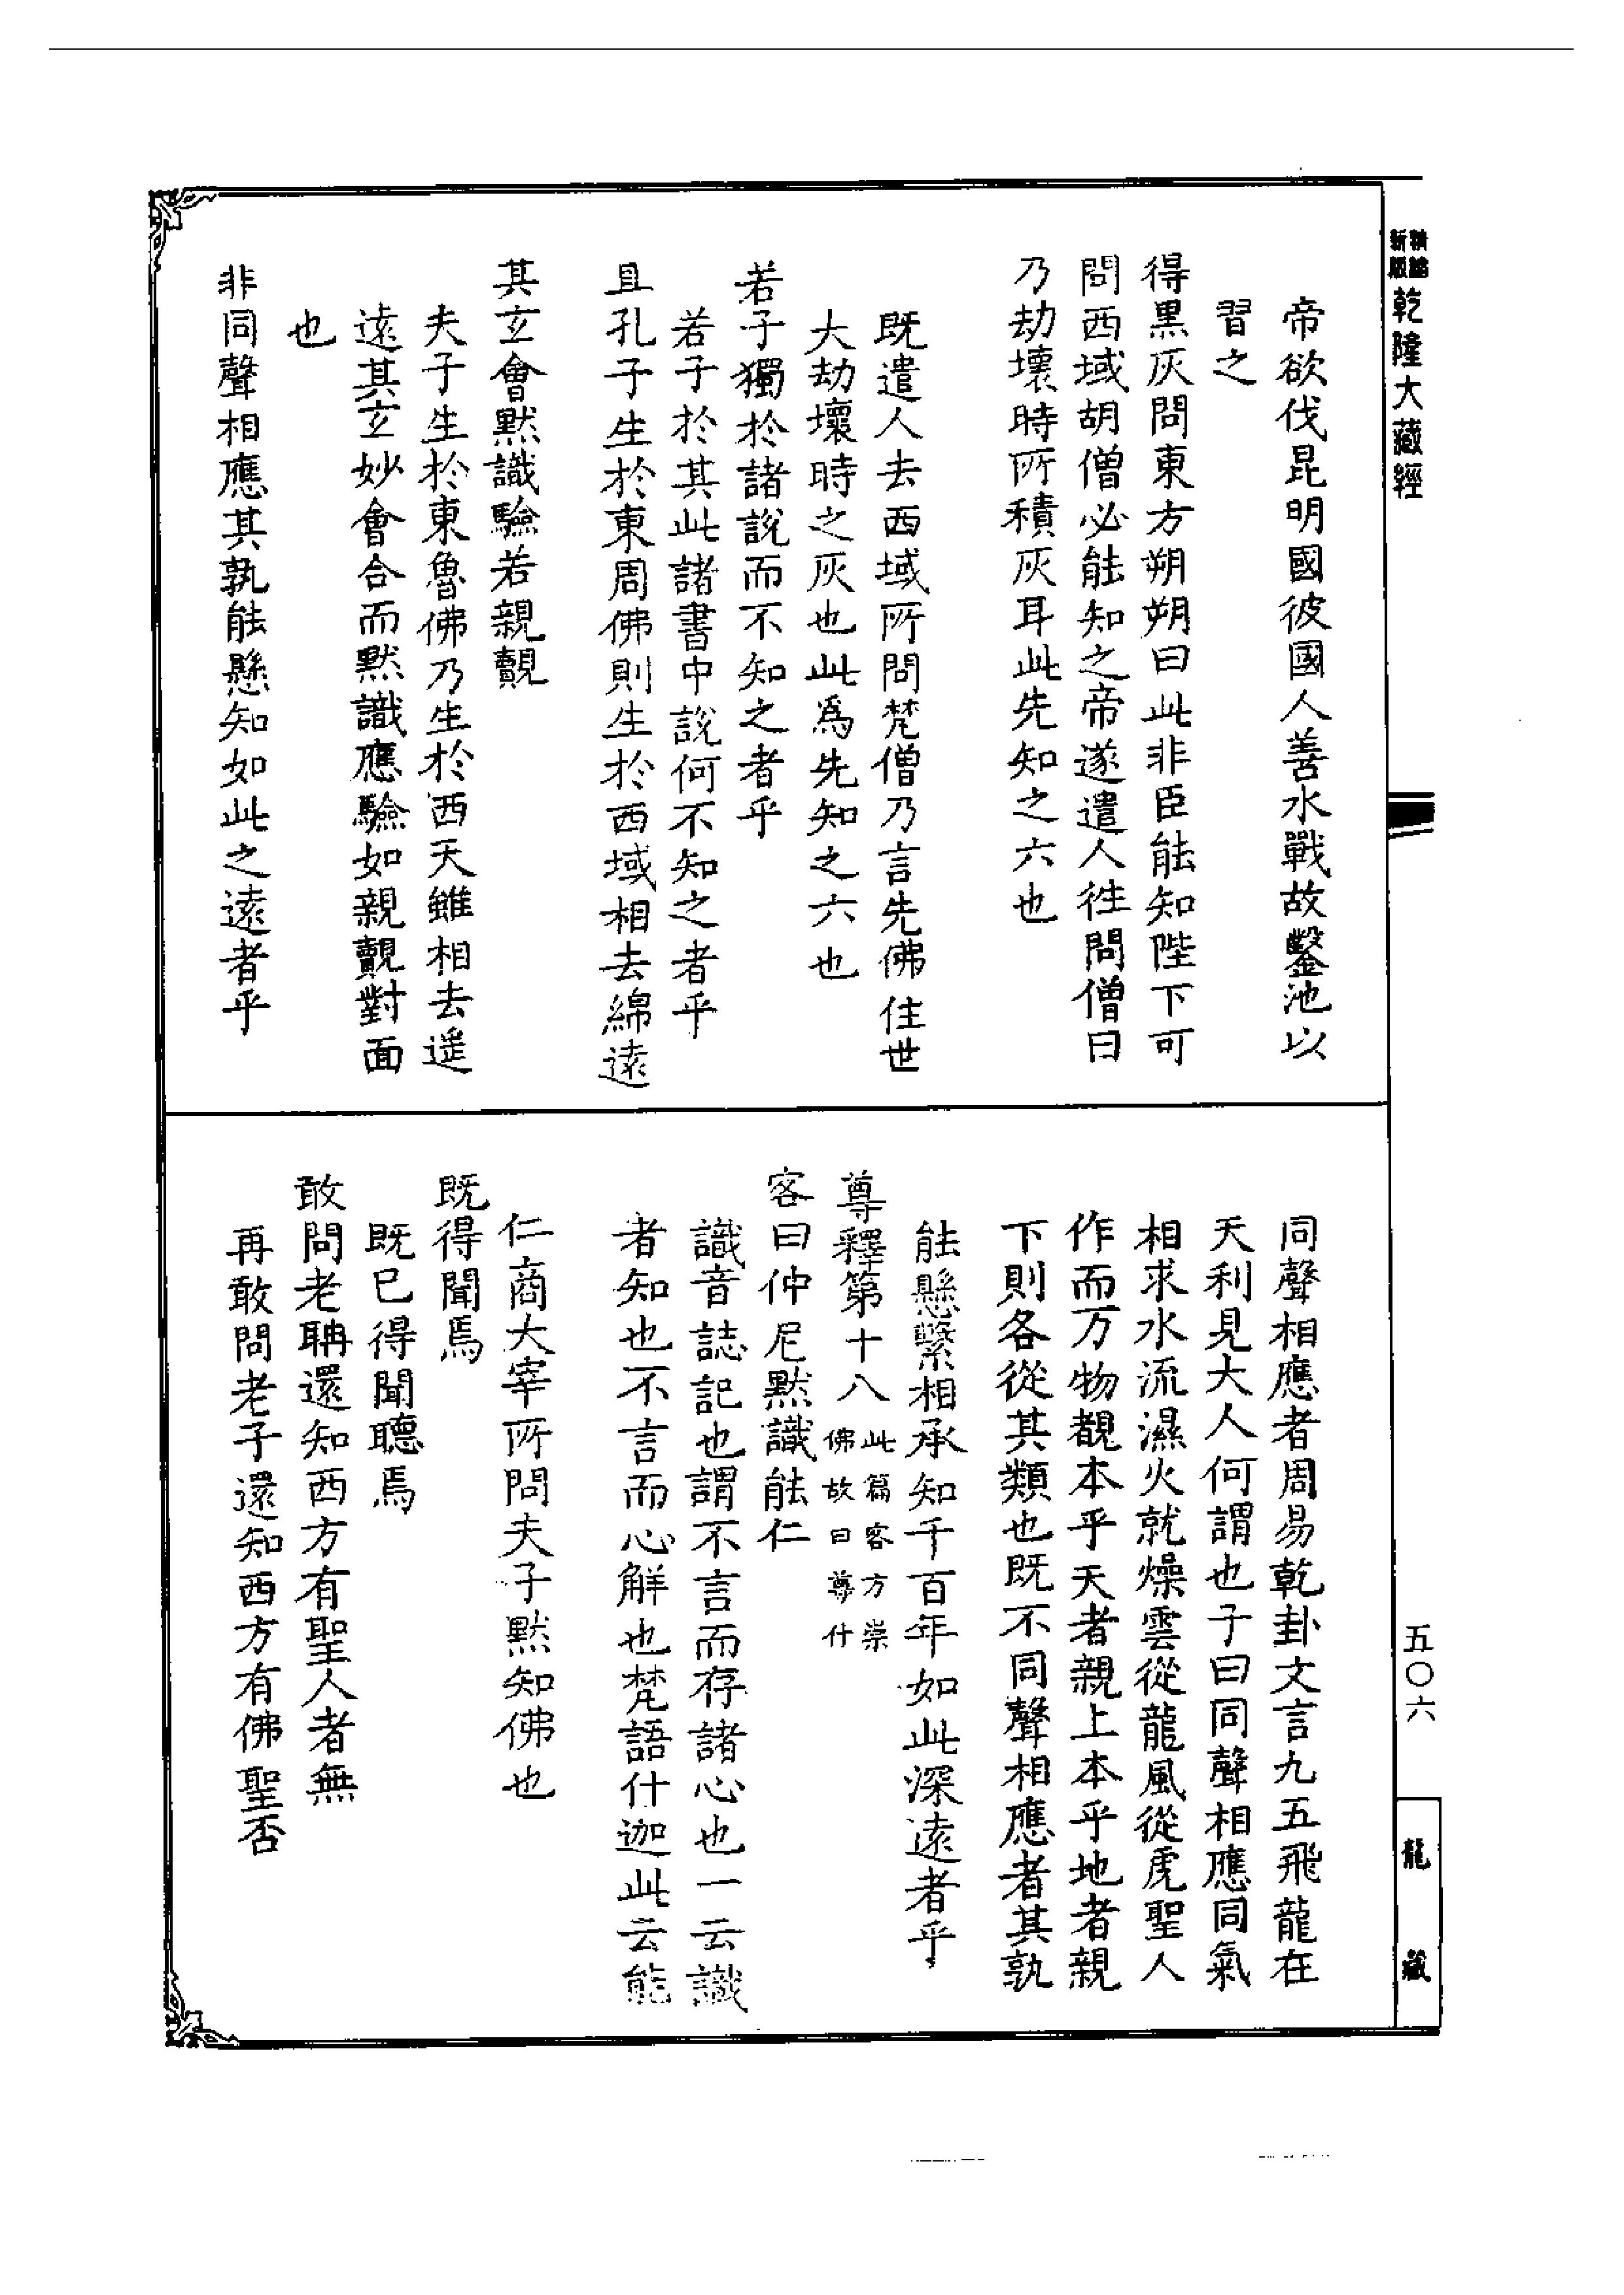 精縮新版
乾隆大藏經
帝欲伐昆明國彼國人善水戰故鑿池以
習之
得黑灰問東方朔朔曰此非臣能知陛下可
問西域胡僧必能知之帝遂遣人徃問僧曰
乃劫壞時所積灰耳此先知之六也
既遣人去西域所問梵僧乃言先佛住世
大劫壞時之灰也此爲先知之六也
若子獨於諸説而不知之者乎
若子於其此諸書中説何不知之者乎
且孔子生於東周佛則生於西域相去綿遠
其玄會默識驗若親覿
夫子生於東魯佛乃生於西天雖相去遥
遠其玄妙會合而默識應驗如親覿對面
也
非同聲相應其孰能懸知如此之遠者乎
同聲相應者周易乾卦文言九五飛龍在
天利見大人何謂也子曰同聲相應同氣
相求水流濕火就燥雲從龍風從虎聖人
作而万物覩本乎天者親上本乎地者親
下則各從其類也既不同聲相應者其孰
能懸繫相承知千百年如此深遠者乎
尊釋第十八 此篇客方崇佛故曰尊什
客曰仲尼默識能仁
識音誌記也謂不言而存諸心也一云識
者知也不言而心解也梵語什迦此云能
仁商大宰所問夫子默知佛也
既得聞焉
既已得聞聽焉
敢問老聃還知西方有聖人者無
再敢問老子還知西方有佛聖否
五〇六
龍藏